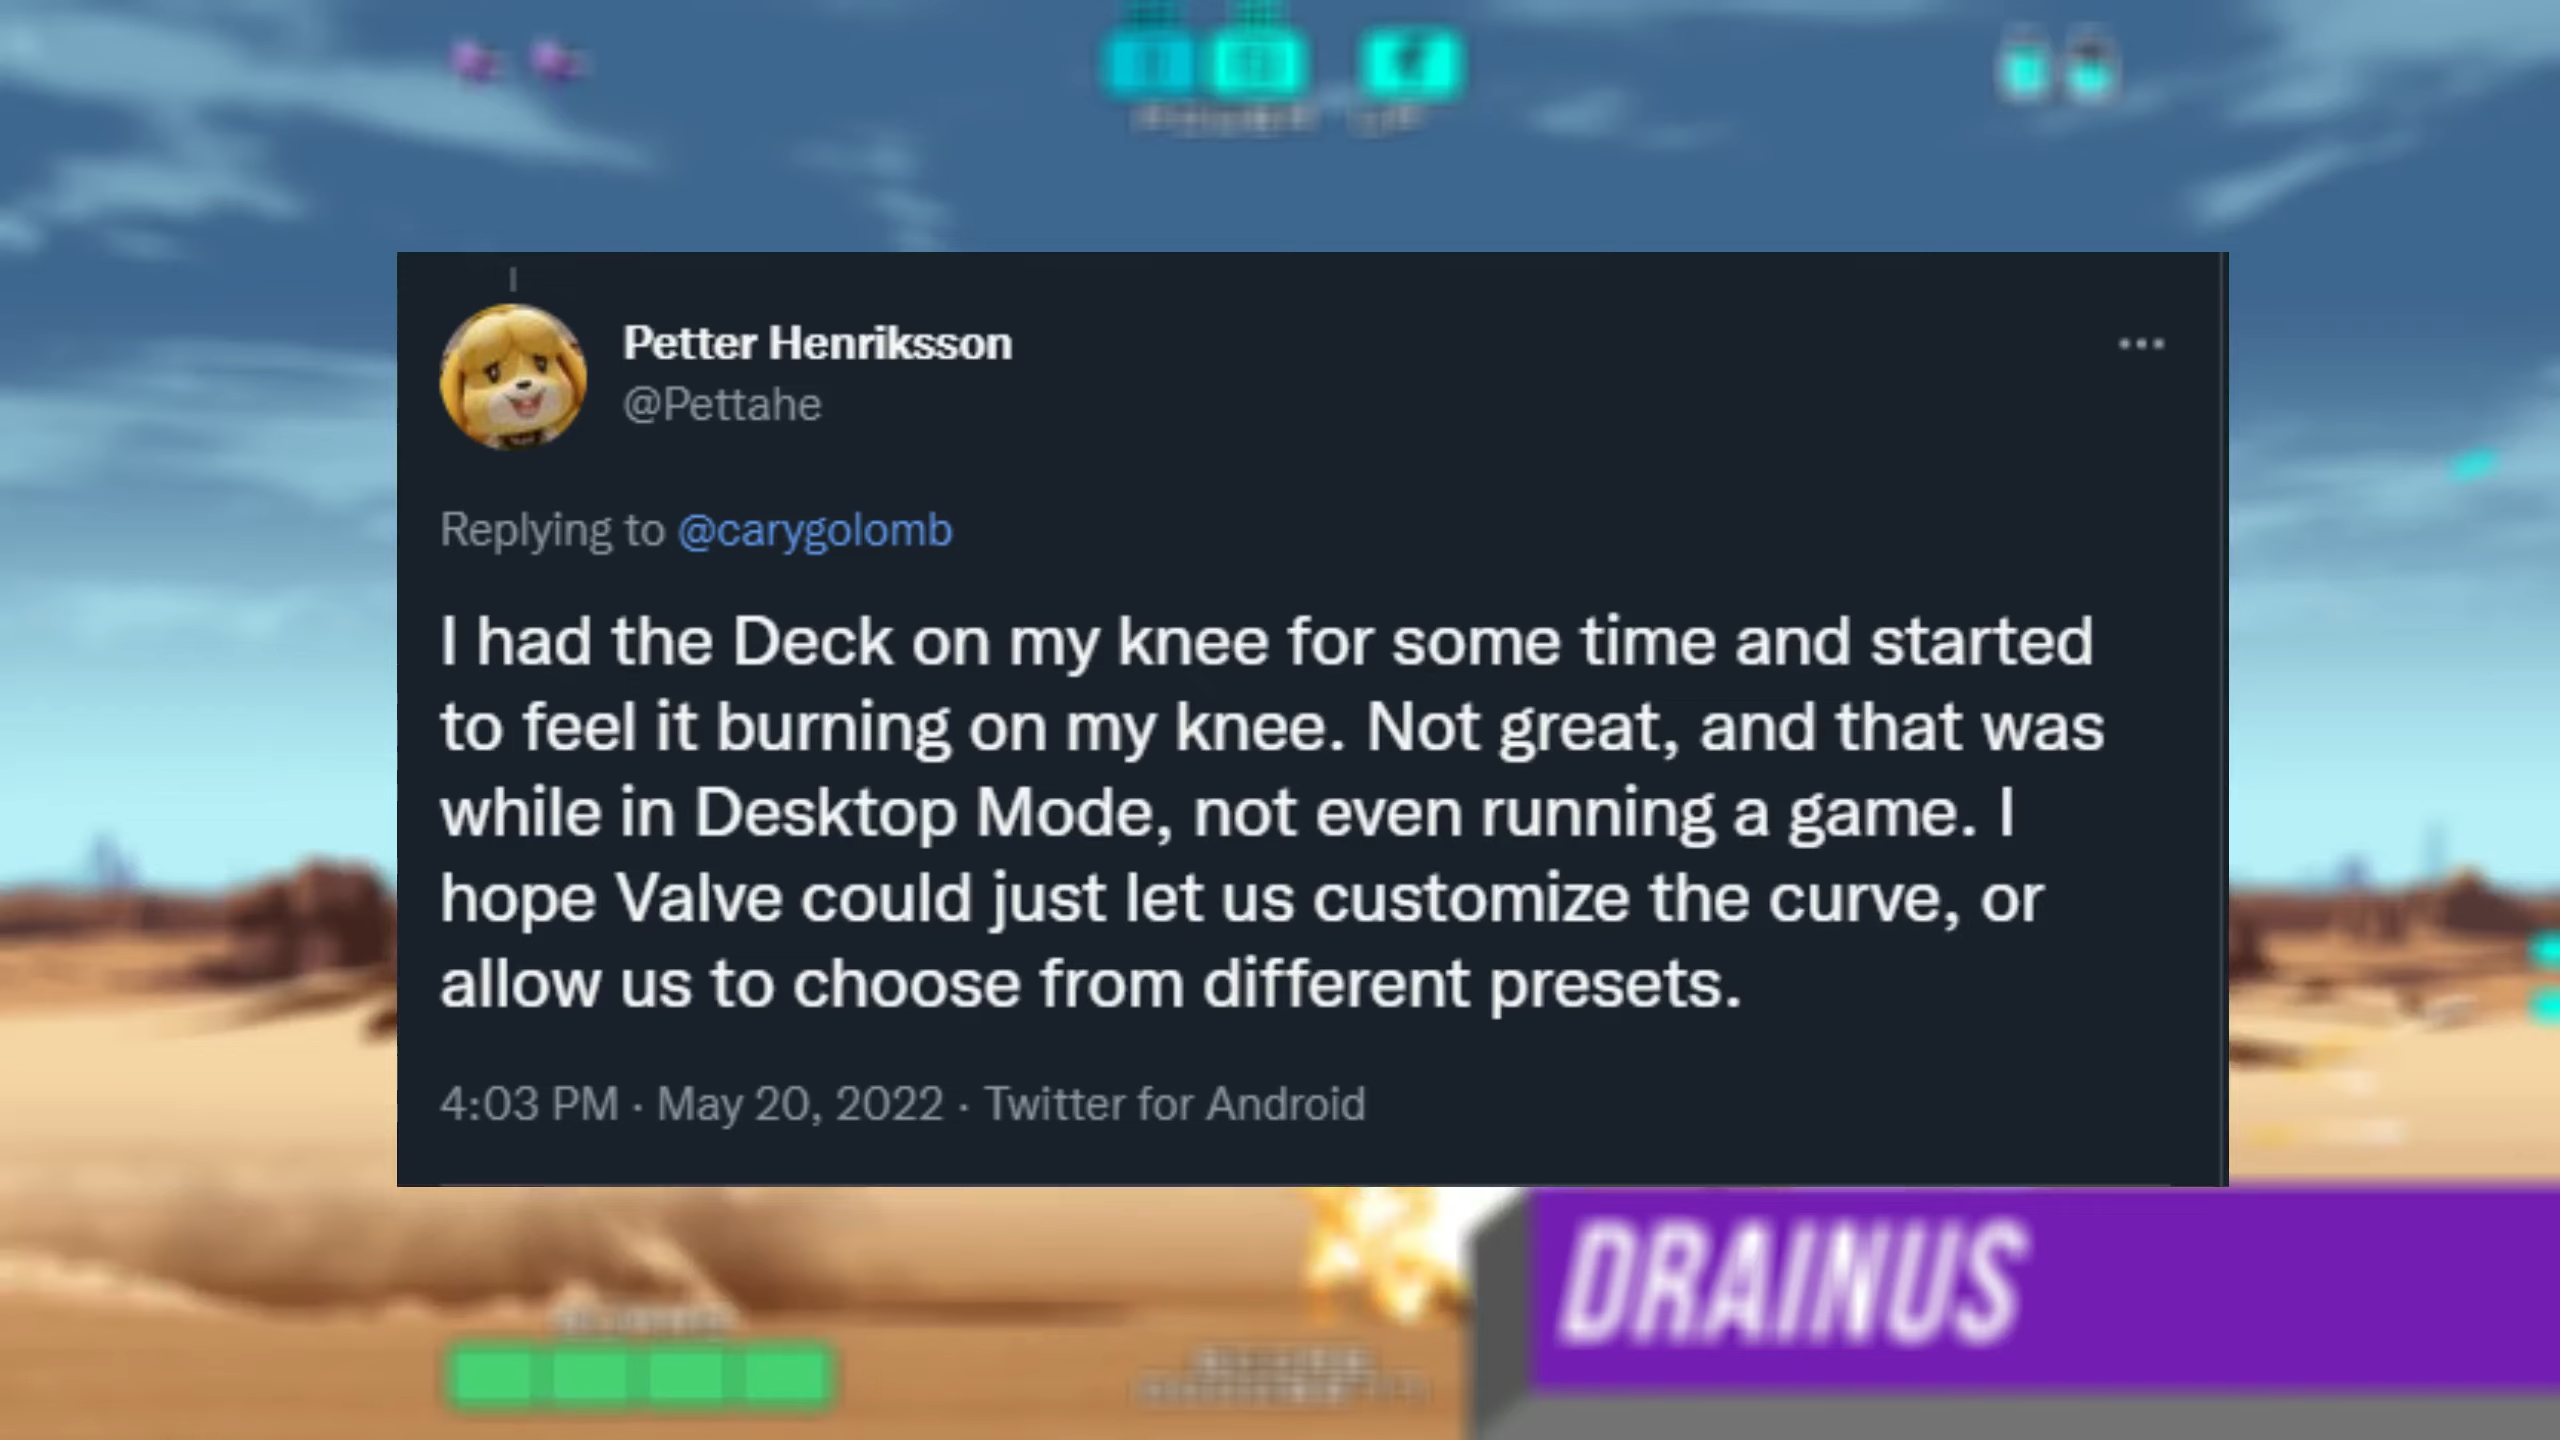 POWER UP
Petter Henriksson
@Pettahe
Replying to @carygolomb
I had the Deck on my knee for some time and started
to feel it burning on my knee. Not great, and that was
while in Desktop Mode, not even running a game. I
hope Valve could just let us customize the curve, or
allow us to choose from different presets.
4:03 PM · May 20, 2022 · Twitter for Android
DRAINUS